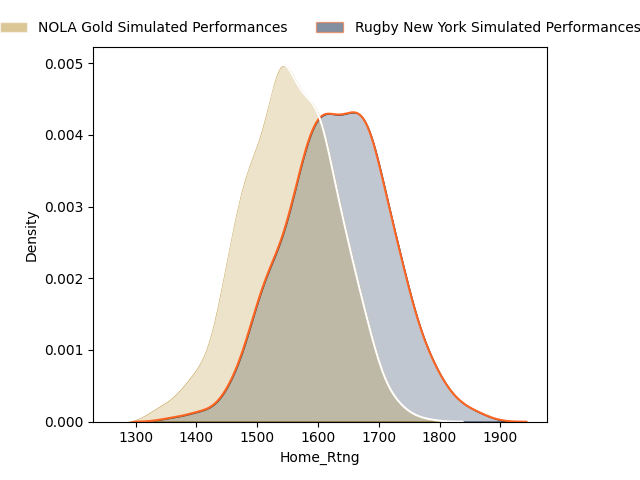 NOLA Gold Simulated Performances Rugby New York Simulated Performances
0.005
0.004
0.003
0.002
0.001
0.000
Density
1300 1400 1500 1600 1700 1800 1900
Home_Rtng